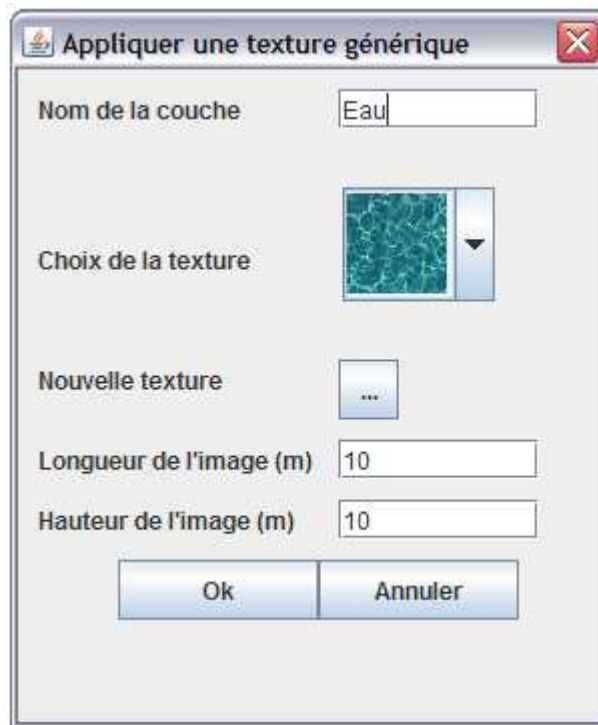 Appliquer une texture générique
Nom de la couche Eau
Choix de la texture
Nouvelle texture ...
Longueur de l'image (m) 10
Hauteur de l'image (m) 10
Ok Annuler